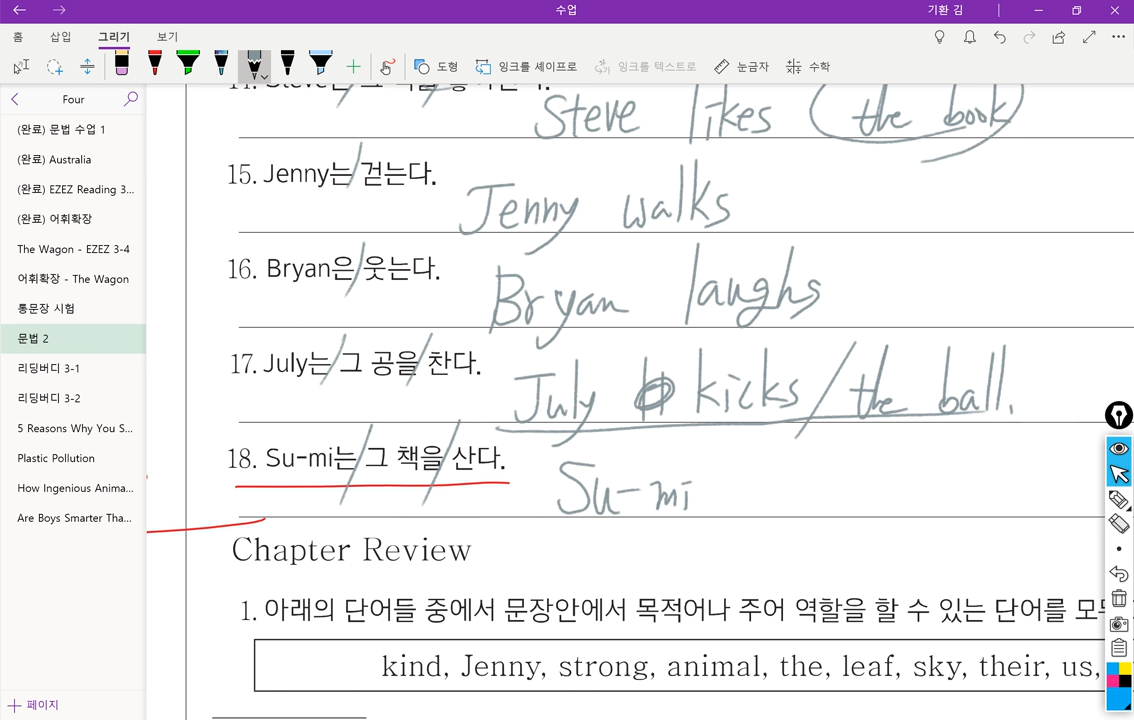 수업
기환 김
홈 삽입 그리기 보기
도형 잉크를 셰이프로 잉크를 텍스트로 눈금자 수학
Four
(완료) 문법 수업 1
(완료) Australia
(완료) EZEZ Reading 3...
(완료) 어휘확장
The Wagon - EZEZ 3-4
어휘확장 - The Wagon
통문장 시험
문법 2
리딩버디 3-1
리딩버디 3-2
5 Reasons Why You S...
Plastic Pollution
How Ingenious Anima...
Are Boys Smarter Tha...
페이지
Steve likes (the book)
15. Jenny는/걷는다.
Jenny walks
16. Bryan은/웃는다.
Bryan laughs
17. July는/그 공을/찬다.
July kicks/the ball.
18. Su-mi는/그 책을/산다.
Su-mi
Chapter Review
1. 아래의 단어들 중에서 문장안에서 목적어나 주어 역할을 할 수 있는 단어를
kind, Jenny, strong, animal, the, leaf, sky, their, us,